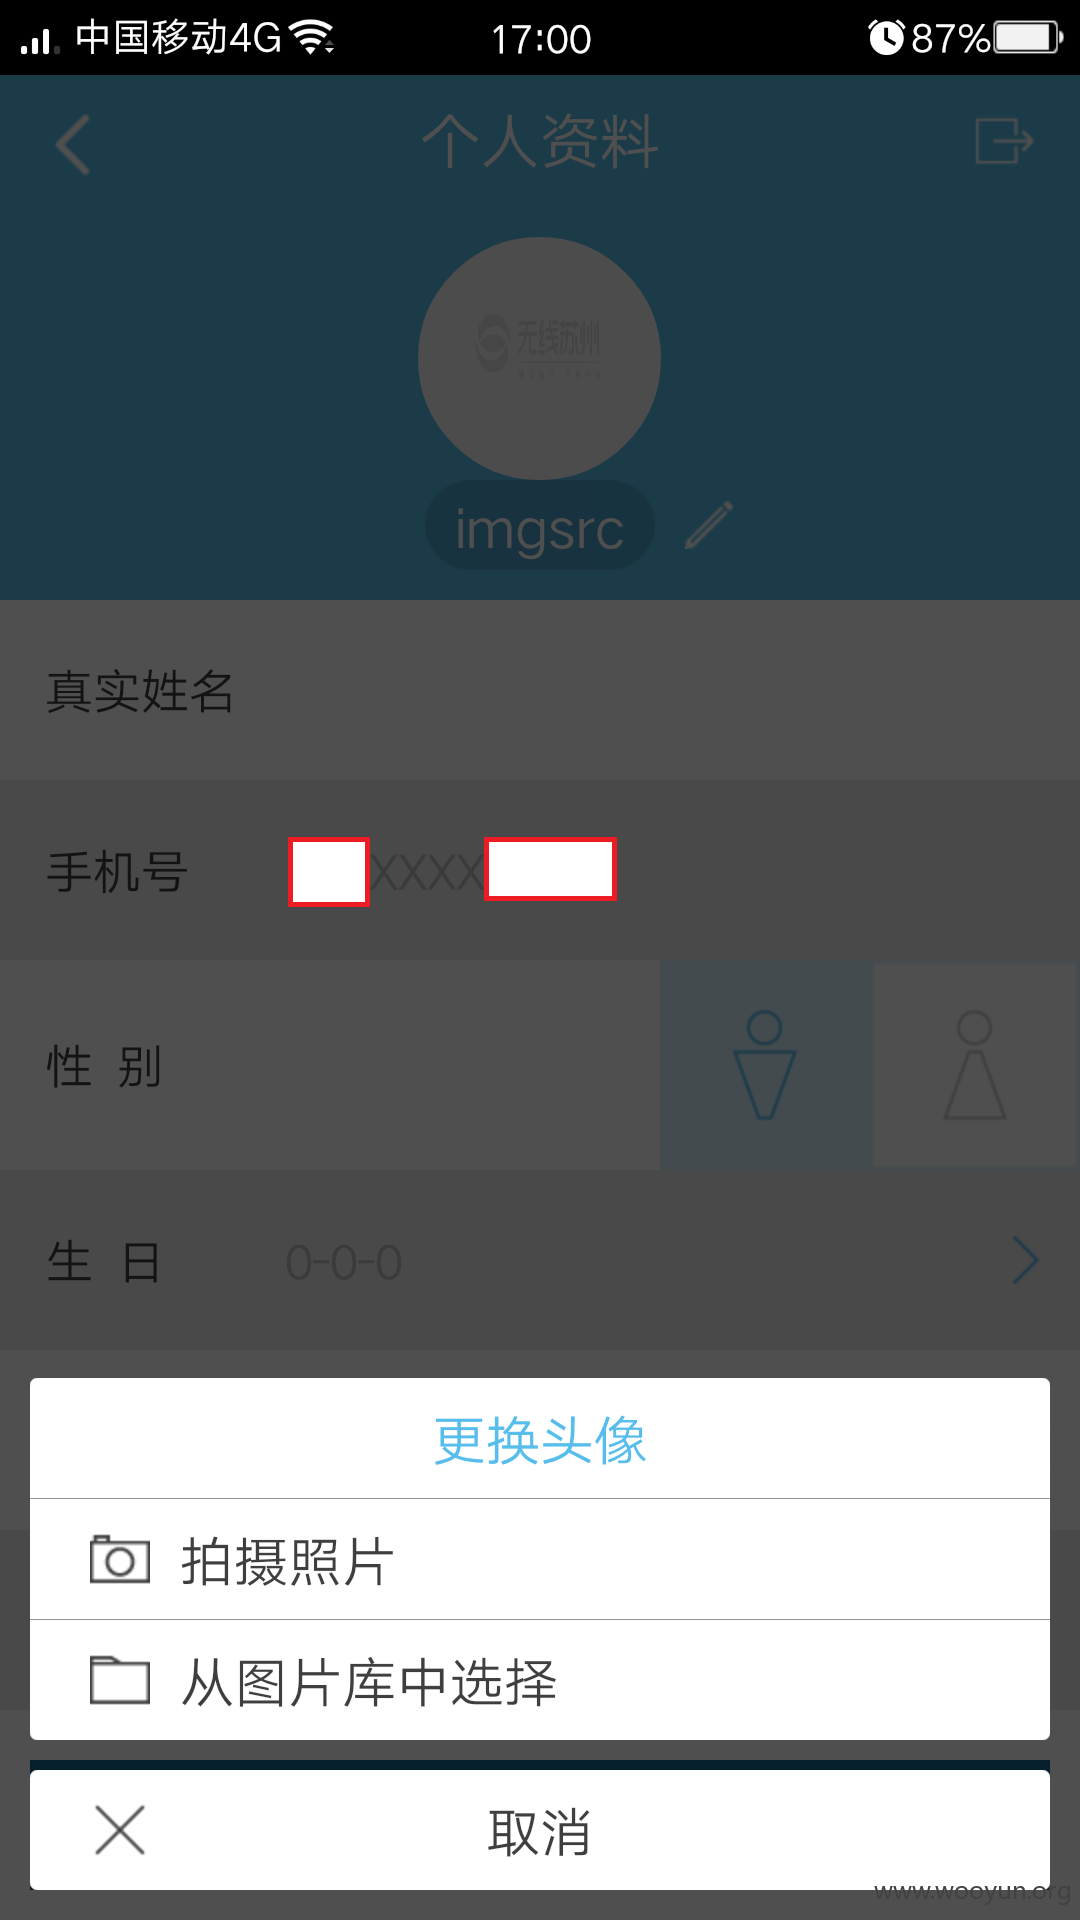 中国移动4G 17:00 87%
个人资料
无线苏州
imgsrc
真实姓名
手机号 XXXX
性 别
生 日 0-0-0
更换头像
拍摄照片
从图片库中选择
取消
www.wooyun.org